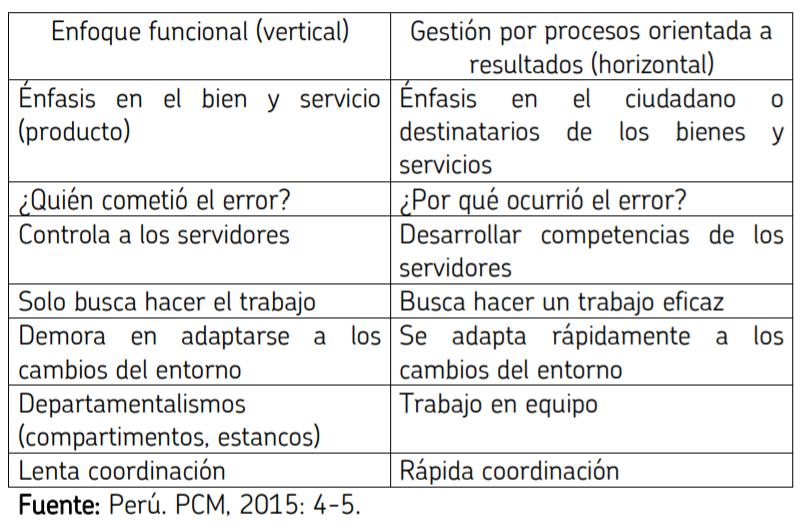 Enfoque funcional (vertical)
Gestión por procesos orientada a
resultados (horizontal)
Énfasis en el bien y servicio
(producto)
Énfasis en el ciudadano o
destinatarios de los bienes y
servicios
¿Quién cometió el error?
¿Por qué ocurrió el error?
Controla a los servidores
Desarrollar competencias de los
servidores
Solo busca hacer el trabajo
Busca hacer un trabajo eficaz
Demora en adaptarse a los
cambios del entorno
Se adapta rápidamente a los
cambios del entorno
Departamentalismos
(compartimentos, estancos)
Trabajo en equipo
Lenta coordinación
Rápida coordinación
Fuente: Perú. PCM, 2015: 4-5.